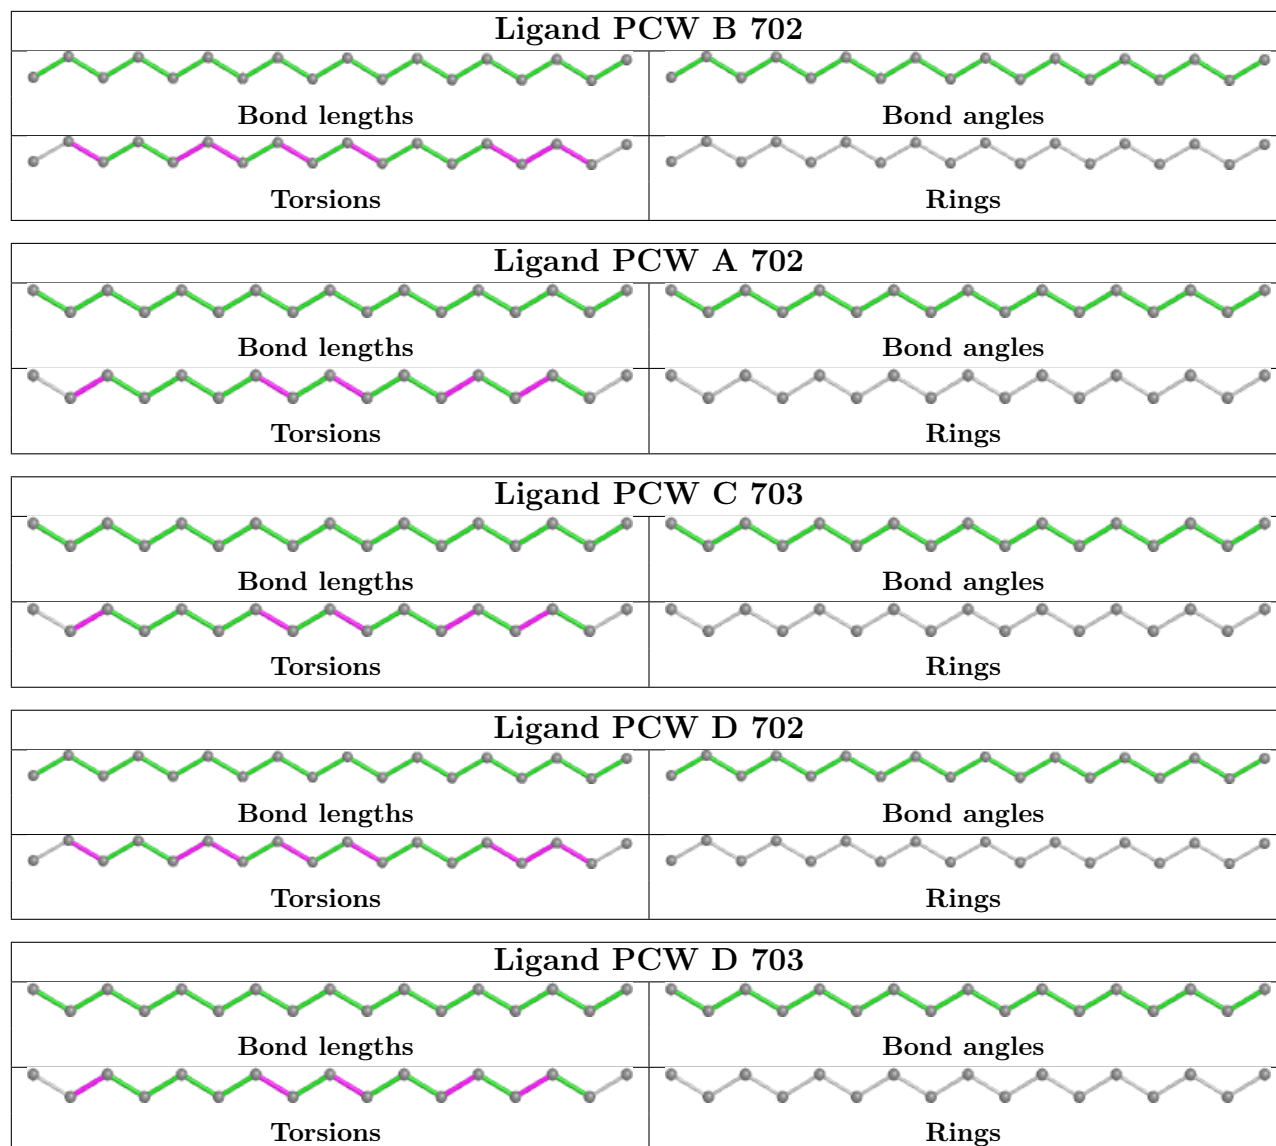 Ligand PCW B 702
Bond lengths
Bond angles
Torsions
Rings
Ligand PCW A 702
Bond lengths
Bond angles
Torsions
Rings
Ligand PCW C 703
Bond lengths
Bond angles
Torsions
Rings
Ligand PCW D 702
Bond lengths
Bond angles
Torsions
Rings
Ligand PCW D 703
Bond lengths
Bond angles
Torsions
Rings